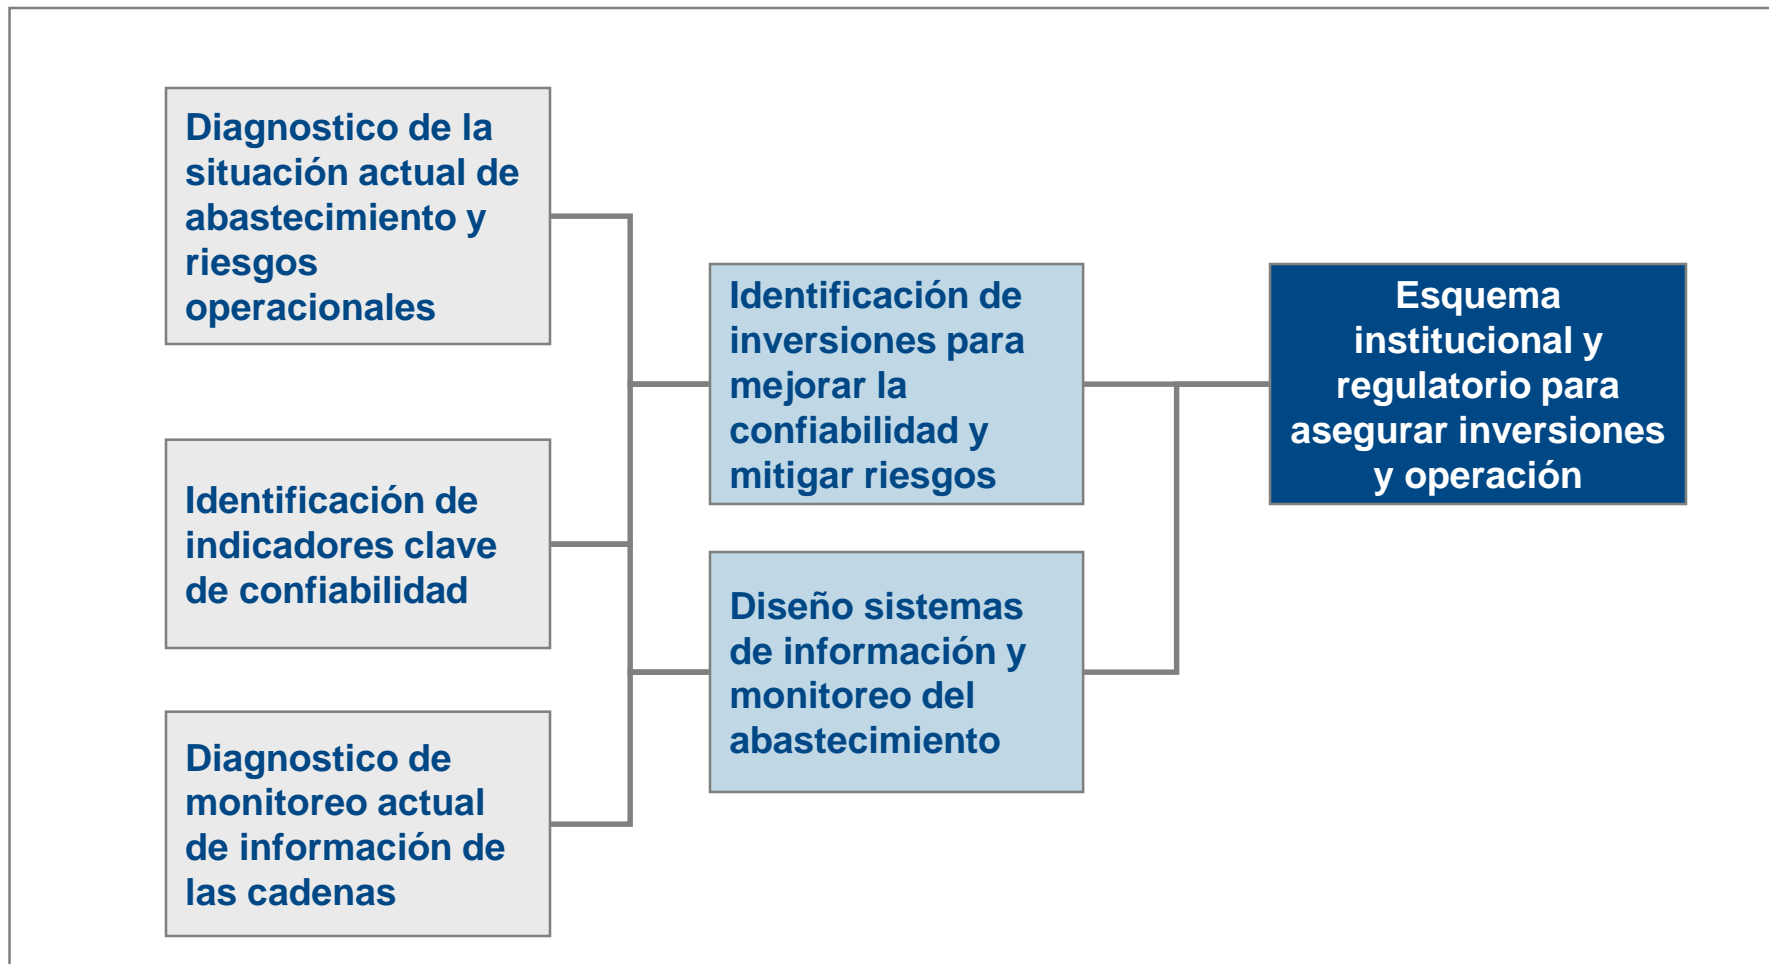 Diagnostico de la
situación actual de
abastecimiento y
riesgos
operacionales
Identificación de
indicadores clave
de confiabilidad
Diagnostico de
monitoreo actual
de información de
las cadenas
Identificación de
inversiones para
mejorar la
confiabilidad y
mitigar riesgos
Diseño sistemas
de información y
monitoreo del
abastecimiento
Esquema
institucional y
regulatorio para
asegurar inversiones
y operación